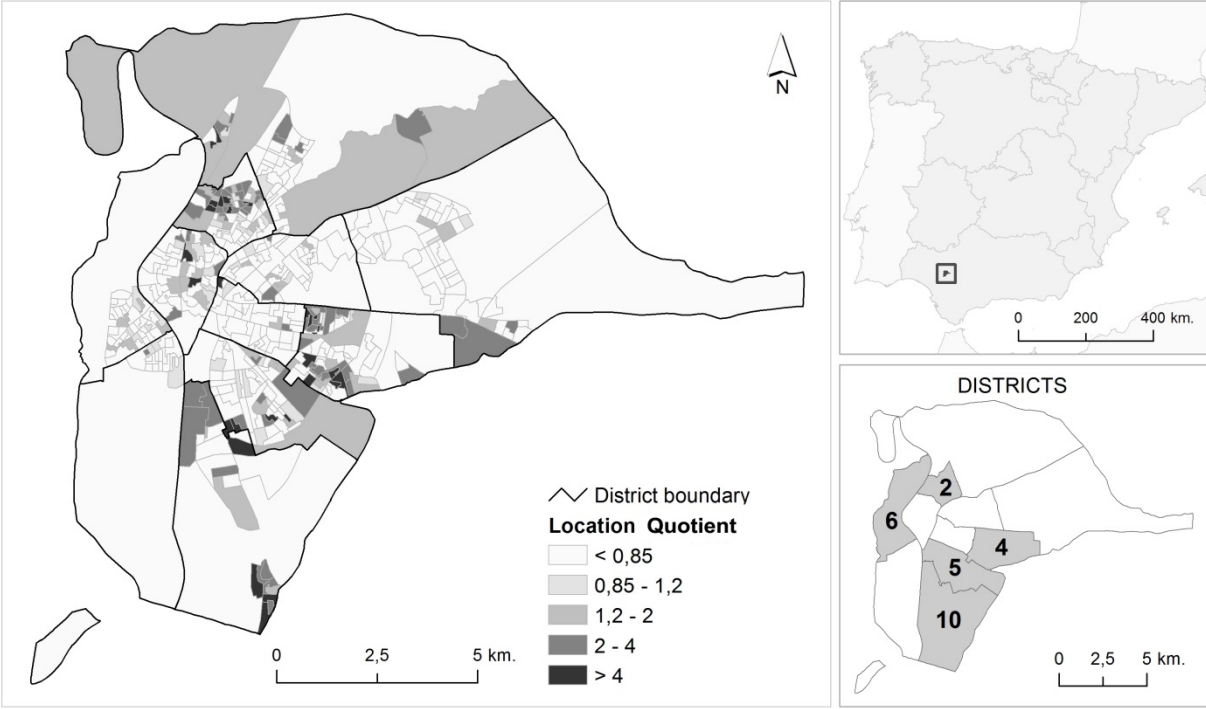 N
District boundary
Location Quotient
< 0,85
0,85 - 1,2
1,2 - 2
2 - 4
> 4
0 2,5 5 km.
0 200 400 km.
DISTRICTS
2
6
4
5
10
0 2,5 5 km.